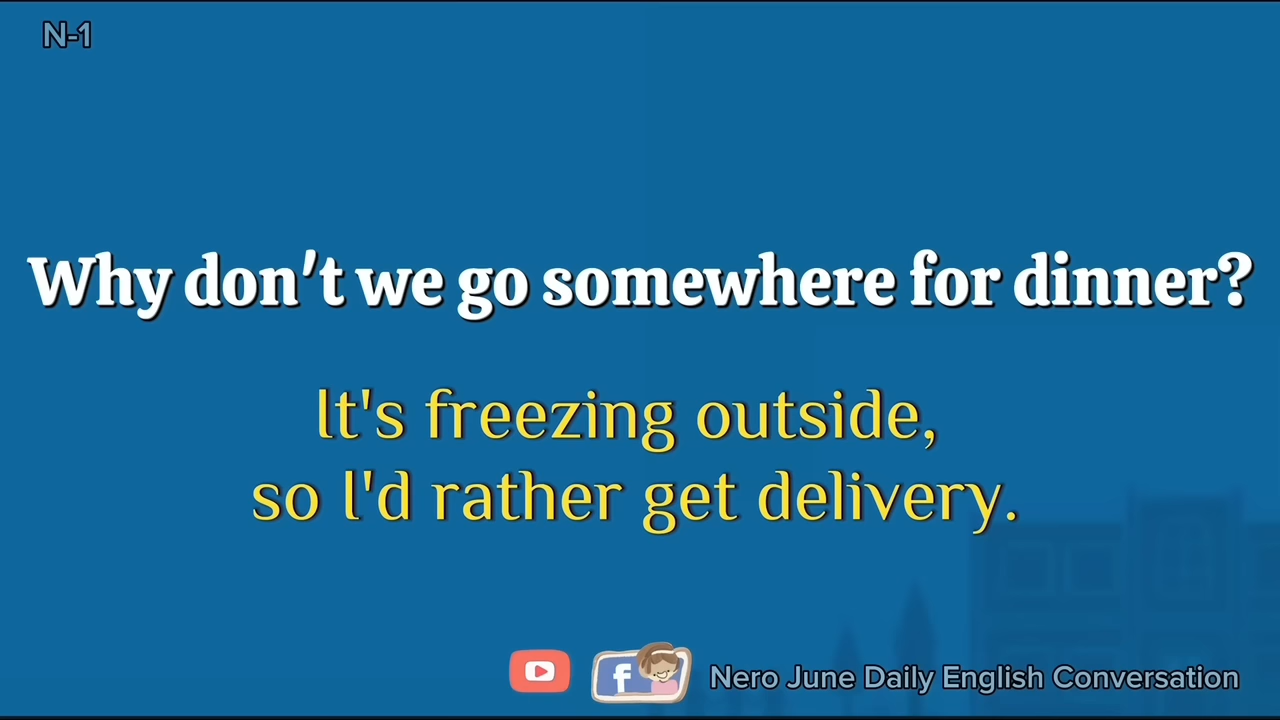 N-1
Why don't we go somewhere for dinner?
It's freezing outside,
so I'd rather get delivery.
f
Nero June Daily English Conversation